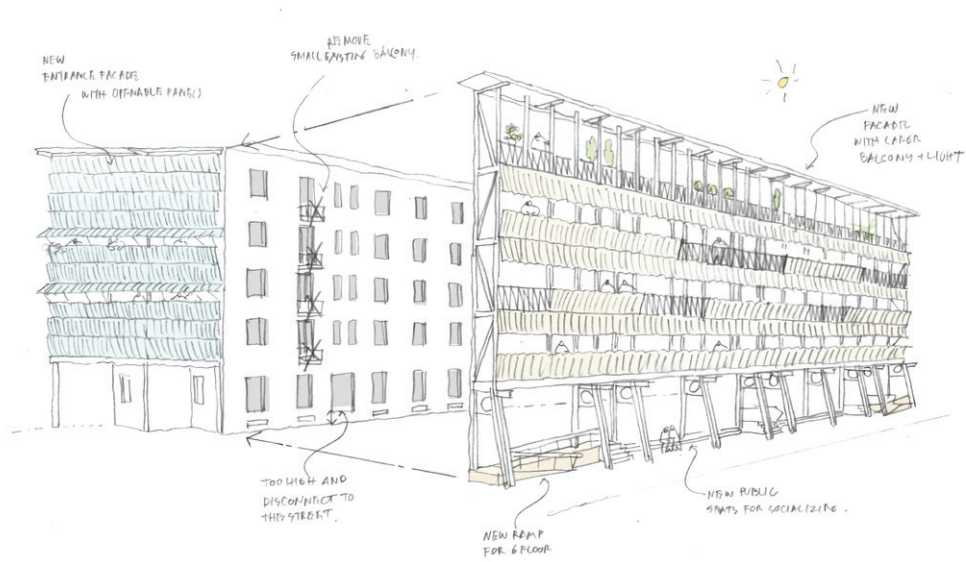 NEW
ENTRANCE FACADE
WITH OPENABLE PANELS
REMOVE
SMALL EXISTING BALCONY.
NEW
FACADE
WITH
BALCONY + LIGHT
TOO HIGH AND
DISCONNECT TO
THE STREET.
NEW RAMP
FOR 6 FLOOR
NEW PUBLIC
SEATS FOR SOCIALIZING.